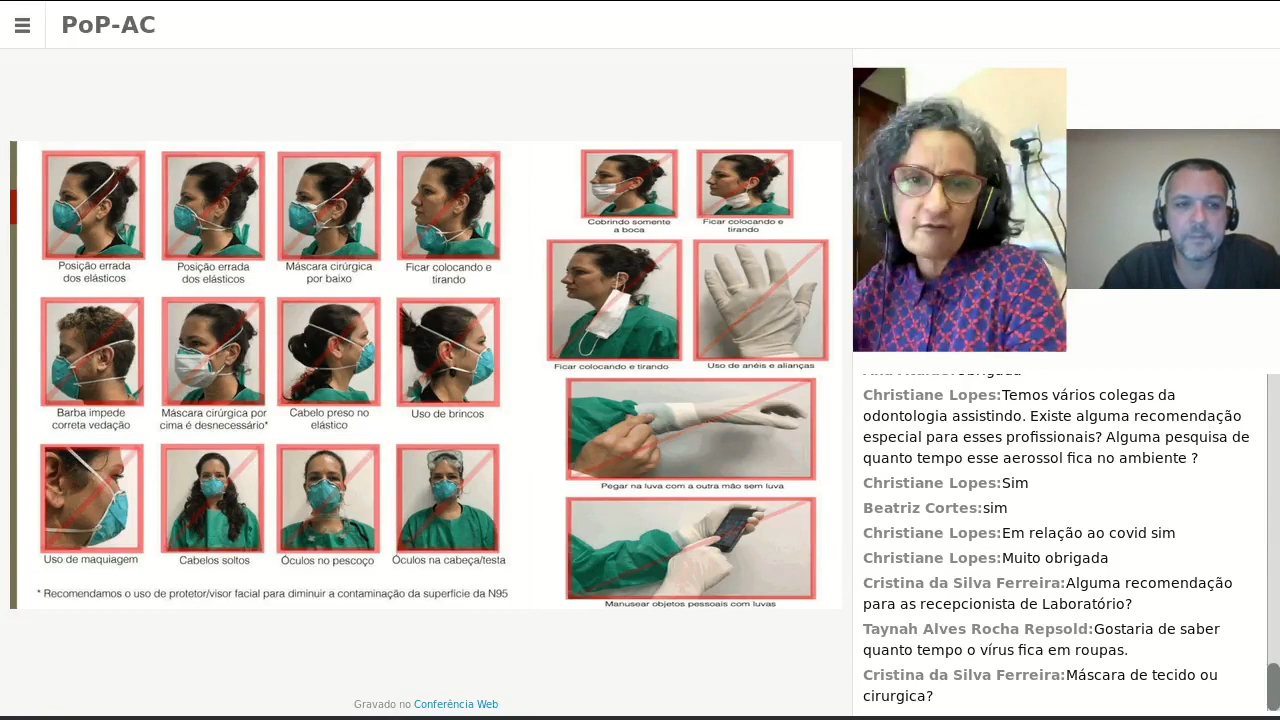 PoP-AC
Posição errada
dos elásticos
Posição errada
dos elásticos
Máscara cirúrgica
por baixo
Ficar colocando e
tirando
Barba impede
correta vedação
Máscara cirúrgica por
cima é desnecessário*
Cabelo preso no
elástico
Uso de brincos
Uso de maquiagem
Cabelos soltos
Óculos no pescoço
Óculos na cabeça/testa
* Recomendamos o uso de protetor/visor facial para diminuir a contaminação da superfície da N95
Cobrindo somente
a boca
Ficar colocando e
tirando
Ficar colocando e tirando
Uso de anéis e alianças
Pegar na luva com a outra mão sem luva
Manusear objetos pessoais com luvas
Gravado no Conferência Web
Christiane Lopes:Temos vários colegas da
odontologia assistindo. Existe alguma recomendação
especial para esses profissionais? Alguma pesquisa de
quanto tempo esse aerossol fica no ambiente ?
Christiane Lopes:Sim
Beatriz Cortes:sim
Christiane Lopes:Em relação ao covid sim
Christiane Lopes:Muito obrigada
Cristina da Silva Ferreira:Alguma recomendação
para as recepcionista de Laboratório?
Taynah Alves Rocha Repsold:Gostaria de saber
quanto tempo o vírus fica em roupas.
Cristina da Silva Ferreira:Máscara de tecido ou
cirurgica?